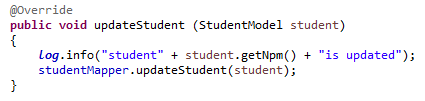 @Override
public void updateStudent (StudentModel student)
{
    log.info("student" + student.getNpm() + "is updated");
    studentMapper.updateStudent(student);
}